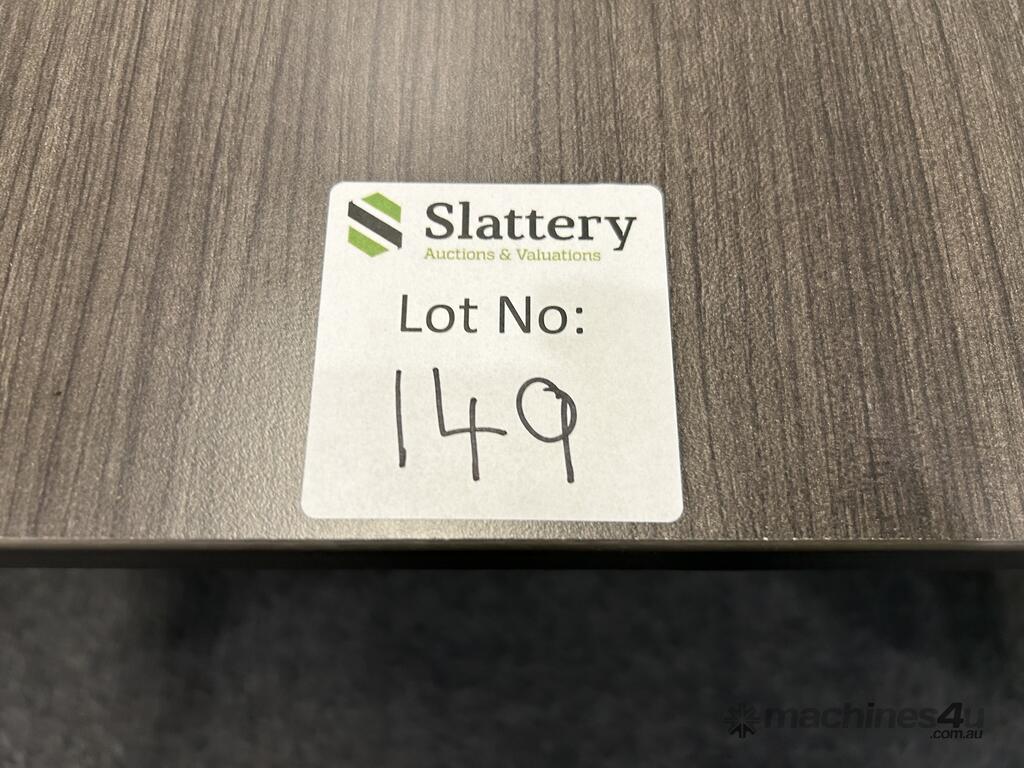 Slattery
Auctions & Valuations
Lot No:
149
machines4u
.com.au